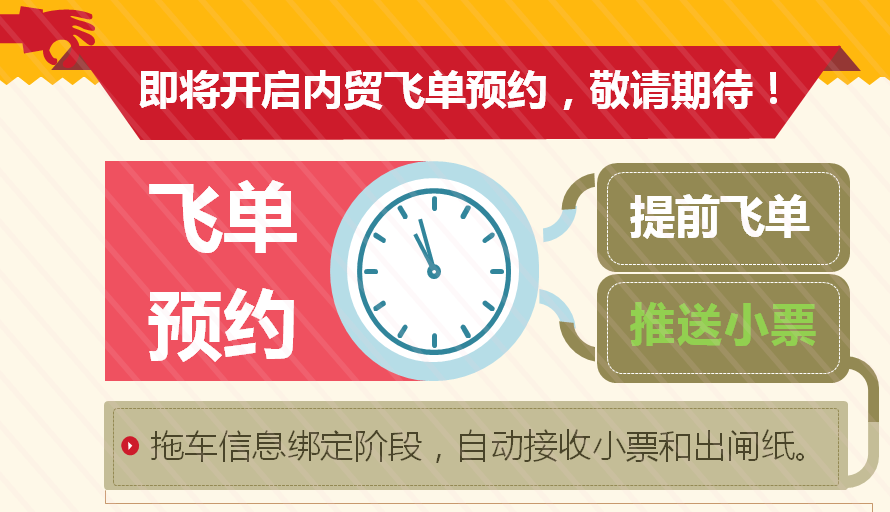 即将开启内贸飞单预约，敬请期待！
飞单
预约
提前飞单
推送小票
拖车信息绑定阶段，自动接收小票和出闸纸。